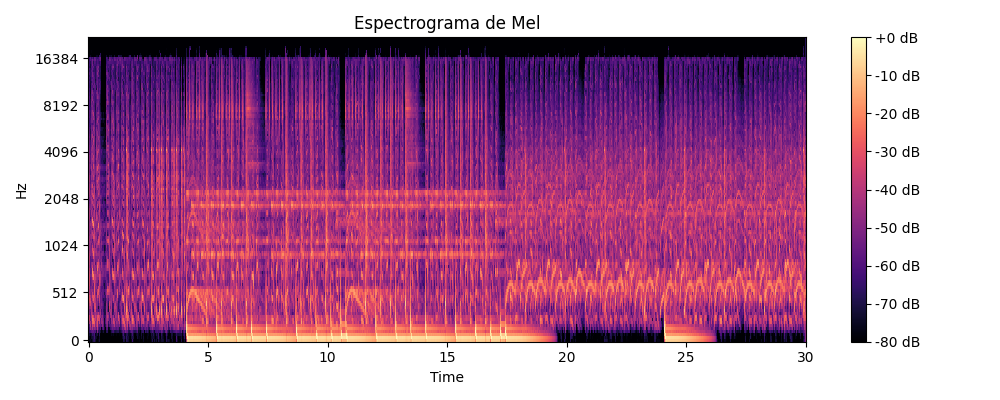 Espectrograma de Mel
Hz
16384
8192
4096
2048
1024
512
0
0 5 10 15 20 25 30
Time
+0 dB
-10 dB
-20 dB
-30 dB
-40 dB
-50 dB
-60 dB
-70 dB
-80 dB